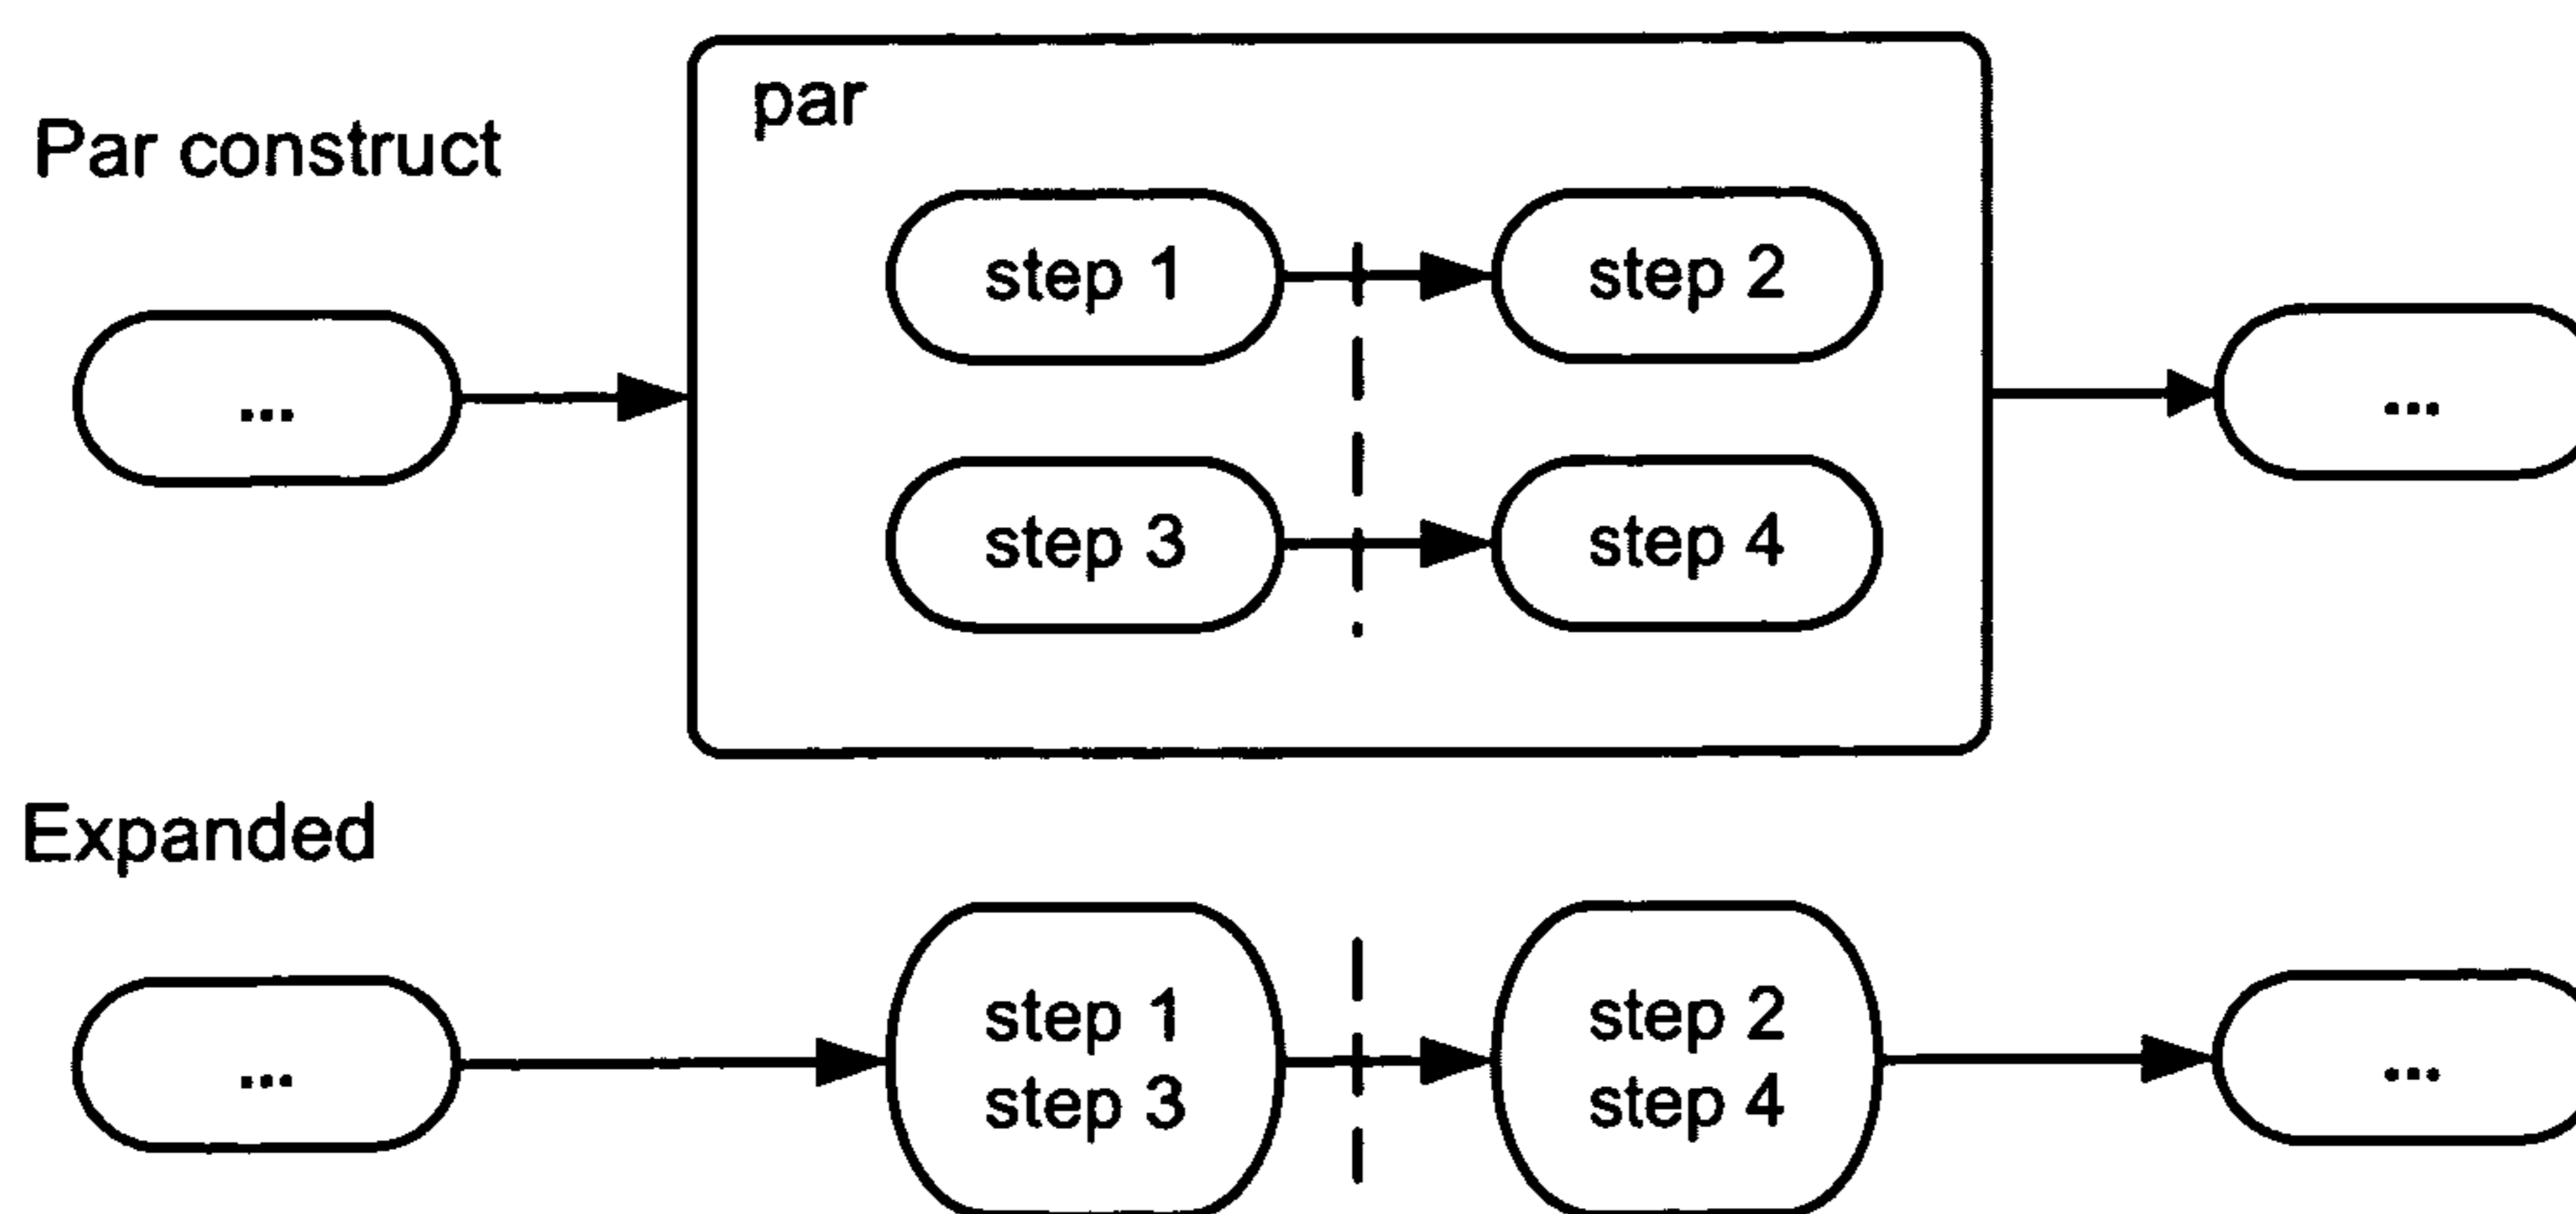 par
Par construct
step 1
step 2
...
...
step 3
step 4
Expanded
...
step 1
step 3
step 2
step 4
...